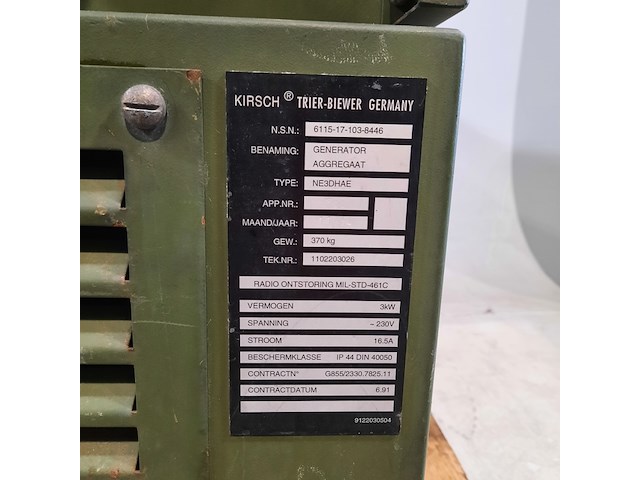 KIRSCH ® TRIER-BIEWER GERMANY
N.S.N.: 6115-17-103-8446
BENAMING: GENERATOR
AGGREGAAT
TYPE: NE3DHAE
APP.NR.:
MAAND/JAAR:
GEW.: 370 kg
TEK.NR.: 1102203026
RADIO ONTSTORING MIL-STD-461C
VERMOGEN 3kW
SPANNING ~ 230V
STROOM 16.5A
BESCHERMKLASSE IP 44 DIN 40050
CONTRACTN° G855/2330.7825.11
CONTRACTDATUM 6.91
9122030504